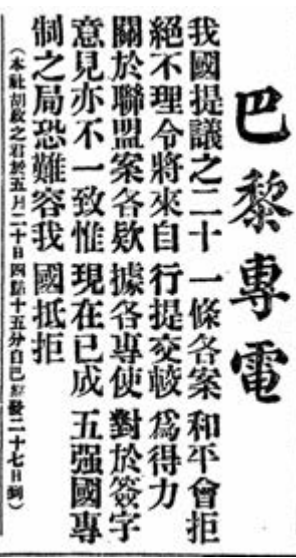 巴黎專電
我國提議之二十一條各案和平會拒
絕不理令將來自行提交較爲得力
關於聯盟案各欵據各專使對於簽字
意見亦不一致惟現在已成五强國專
制之局恐難容我國抵拒
（本社胡政之君於五月二十日四點十五分自巴黎發二十七日到）